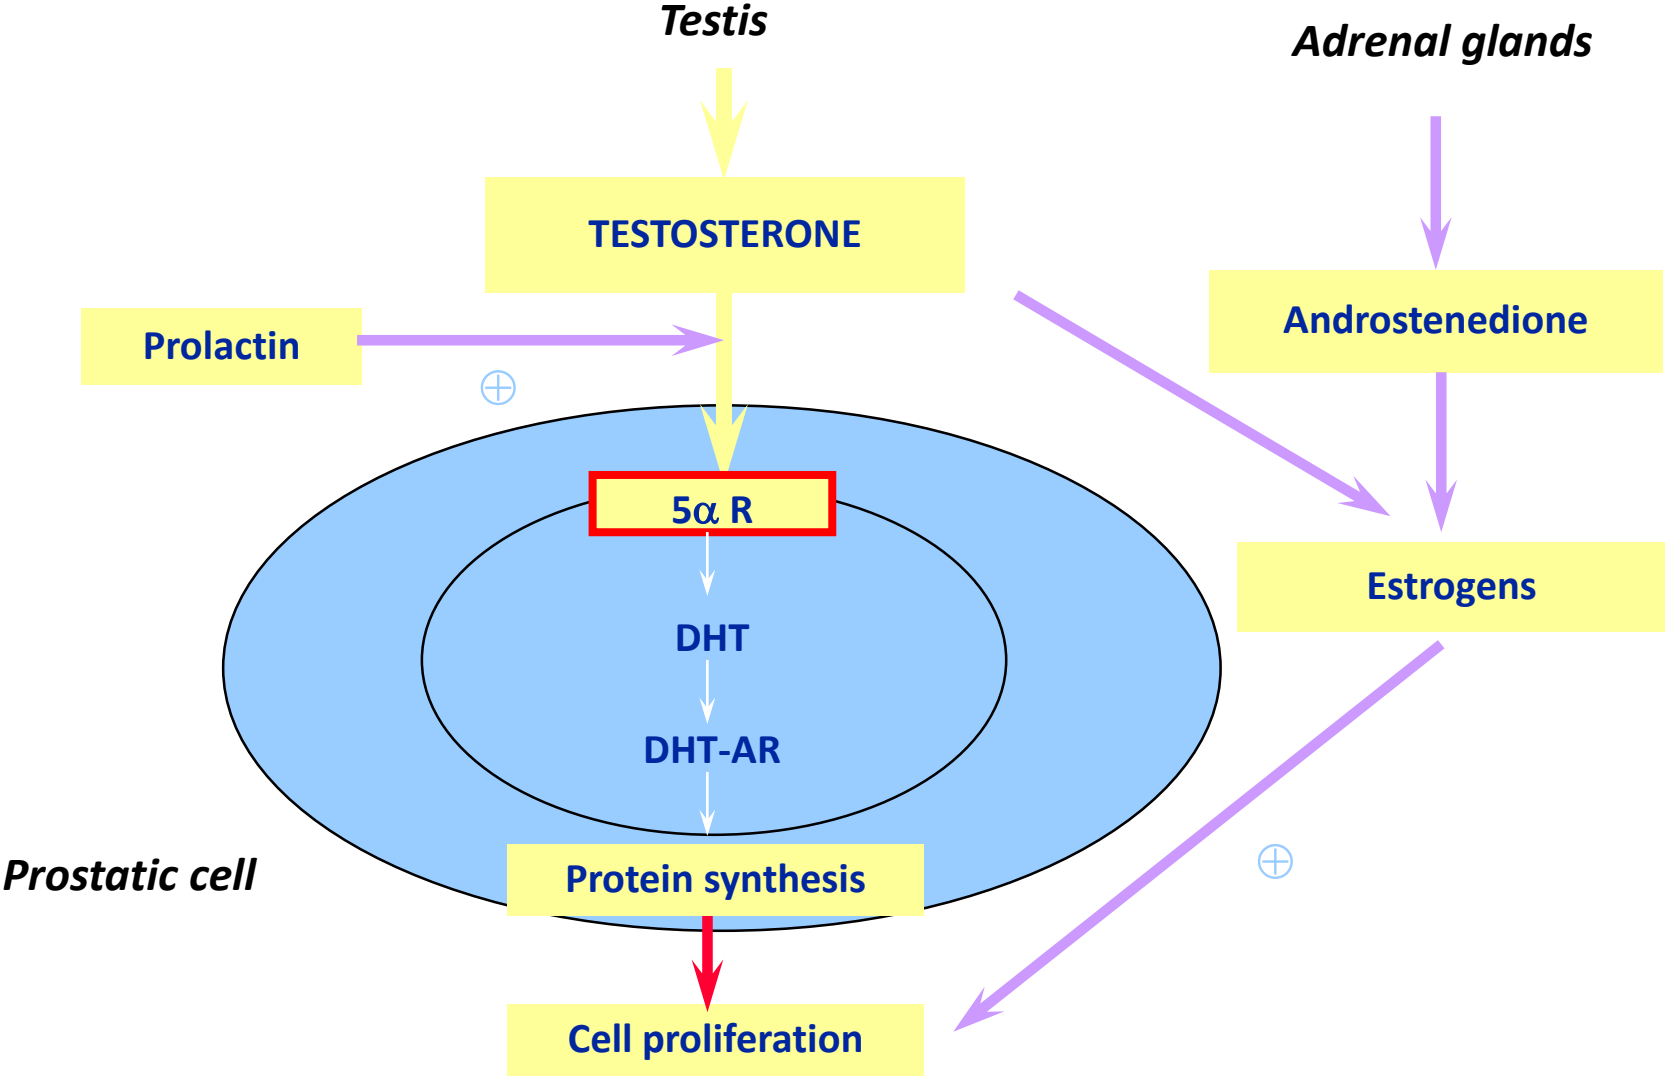 Testis
Adrenal glands
TESTOSTERONE
Androstenedione
Prolactin
5α R
Estrogens
DHT
DHT-AR
Prostatic cell
Protein synthesis
Cell proliferation